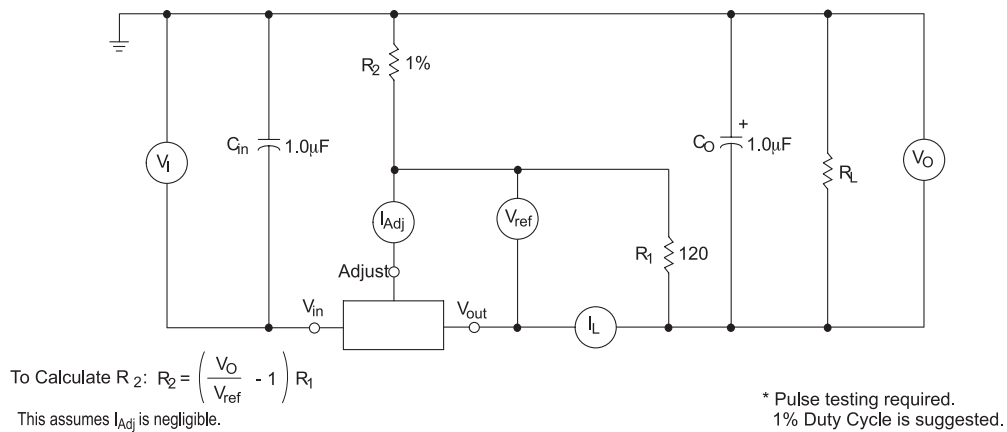 R2 1%
Cin 1.0μF
+
CO 1.0μF
VI
VO
RL
IAdj
Vref
R1 120
Adjust
Vin
Vout
IL
To Calculate R 2: R2 = ( VO / Vref - 1 ) R1
This assumes IAdj is negligible.
* Pulse testing required.
1% Duty Cycle is suggested.